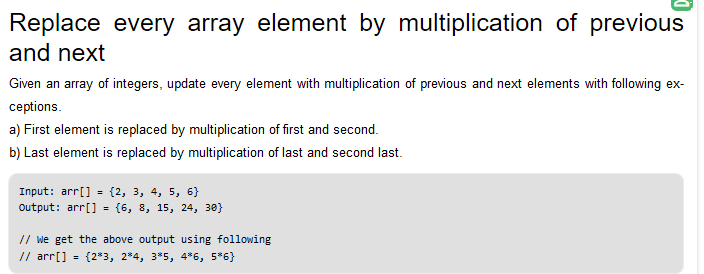 Replace every array element by multiplication of previous
and next
Given an array of integers, update every element with multiplication of previous and next elements with following ex-
ceptions.
a) First element is replaced by multiplication of first and second.
b) Last element is replaced by multiplication of last and second last.
Input: arr[] = {2, 3, 4, 5, 6}
Output: arr[] = {6, 8, 15, 24, 30}
// We get the above output using following
// arr[] = {2*3, 2*4, 3*5, 4*6, 5*6}